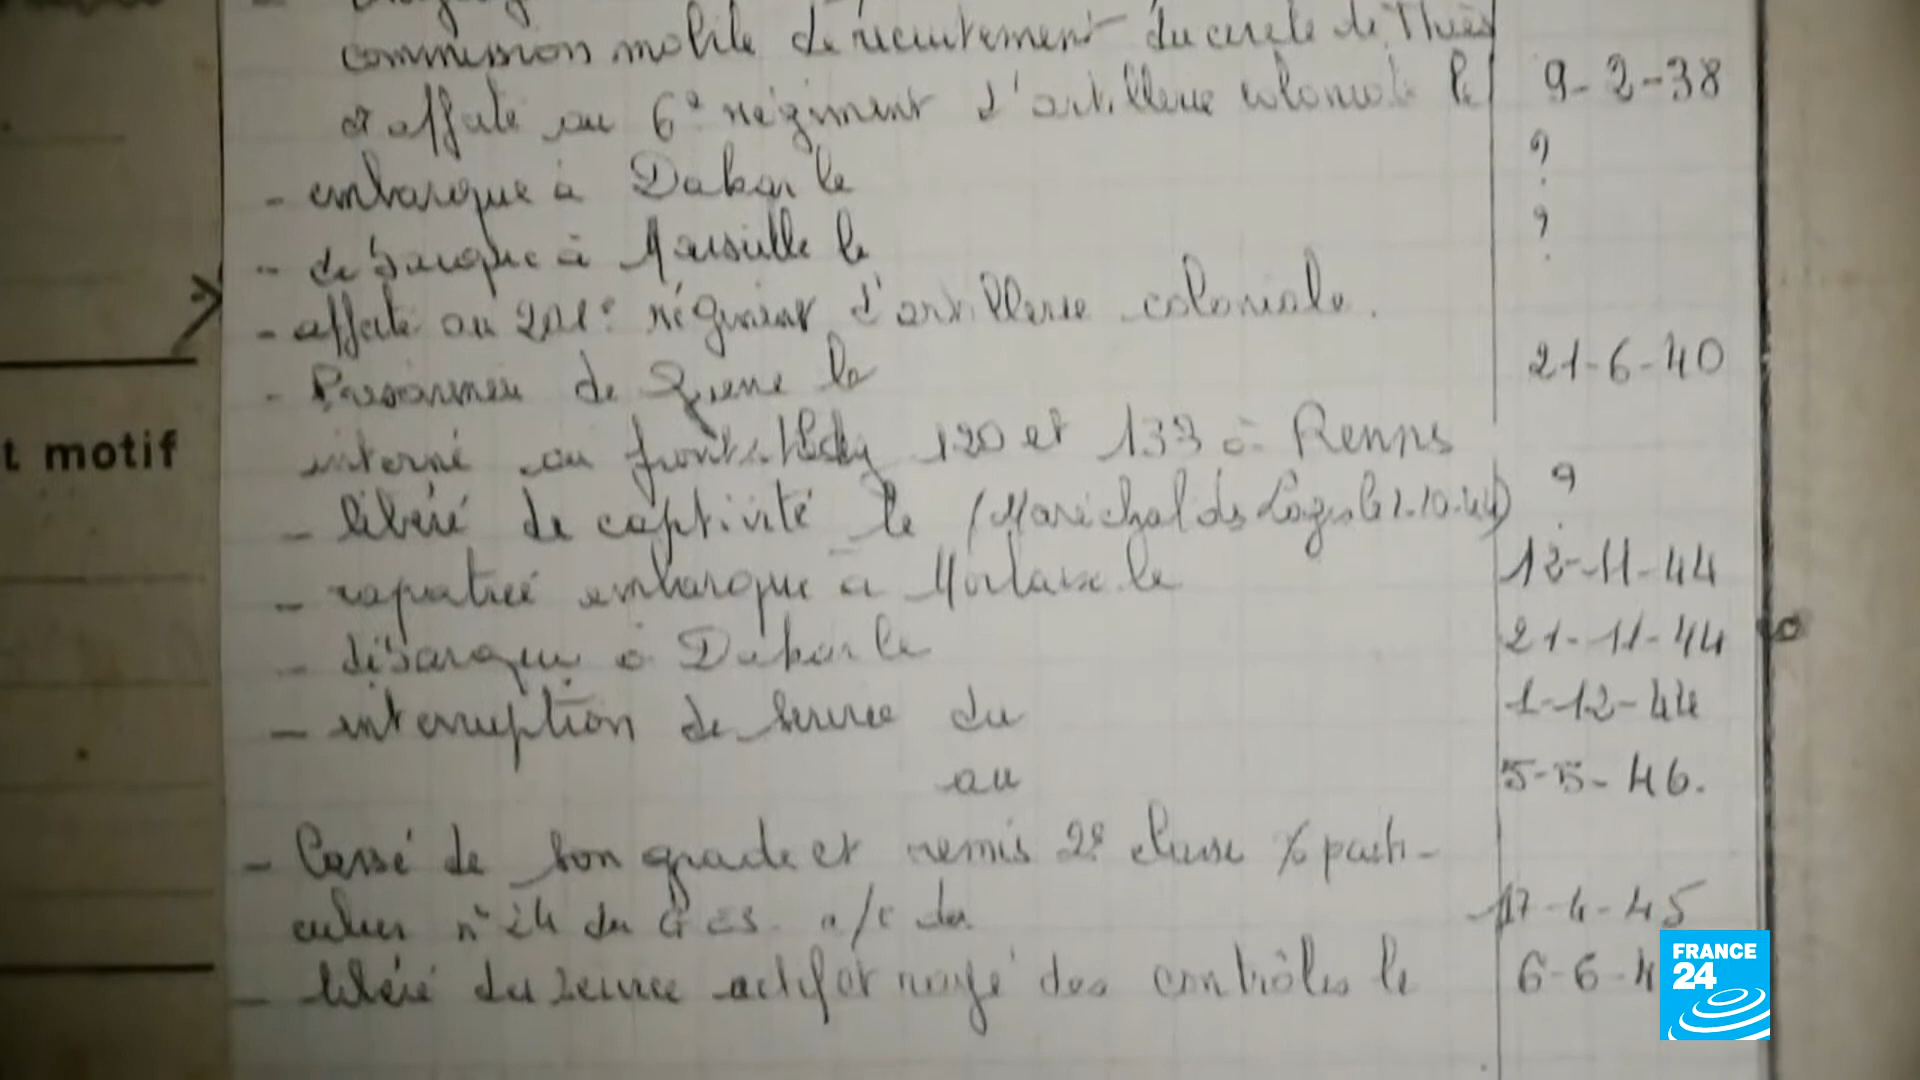 commission mobile de recrutement du cercle de Thiès
et affecté au 6e régiment d'artillerie coloniale le 9-2-38
- embarqué à Dakar le ?
- débarqué à Marseille le ?
- affecté au régiment d'artillerie coloniale.
- Prisonnier de guerre le 21-6-40
interné au 120 et 133 à Rennes
- libéré de captivité le (Maréchal des Logis le 1.10.44) ?
- rapatrié embarqué à Morlaix le 12-11-44
- débarqué à Dakar le 21-11-44
- interruption de service du 1-12-44
au 5-5-46.
t motif
- Cassé de son grade et remis 2e classe % parti-
culier n° 24 du a/c du 17-4-45
- libéré du service actif et rayé des contrôles le 6-6-4
FRANCE
24